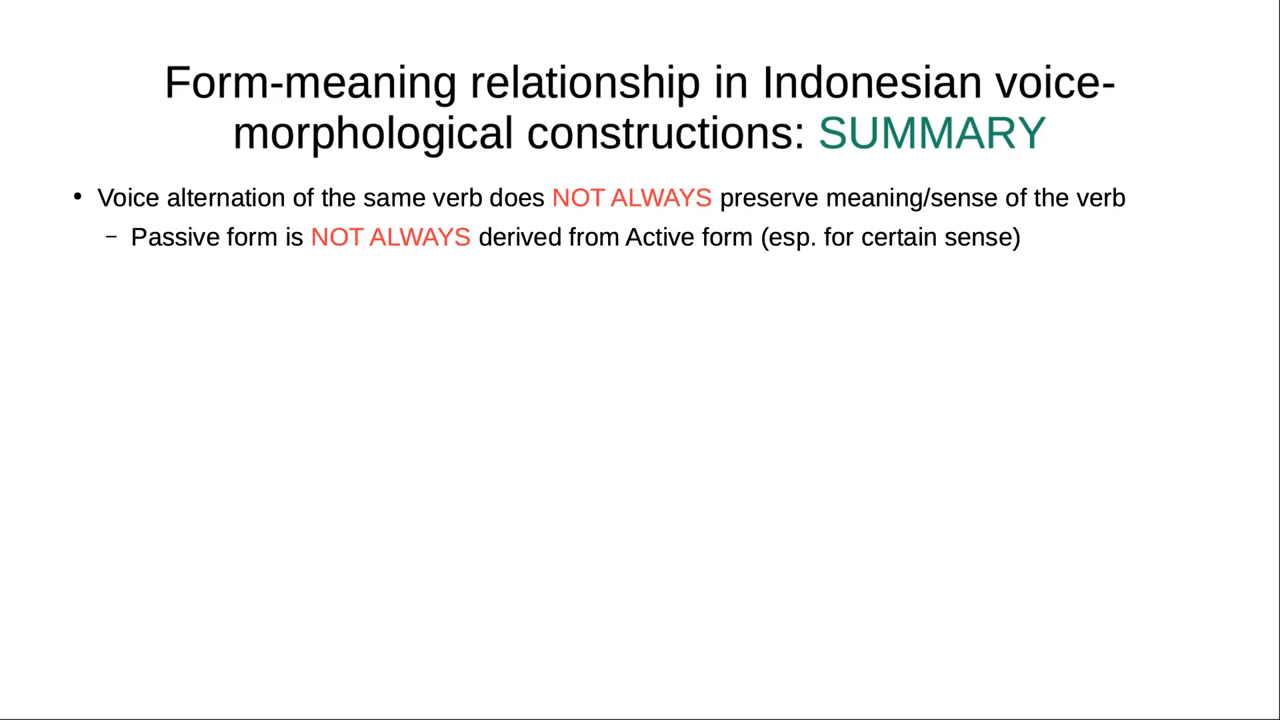 Form-meaning relationship in Indonesian voice-
morphological constructions: SUMMARY
• Voice alternation of the same verb does NOT ALWAYS preserve meaning/sense of the verb
– Passive form is NOT ALWAYS derived from Active form (esp. for certain sense)